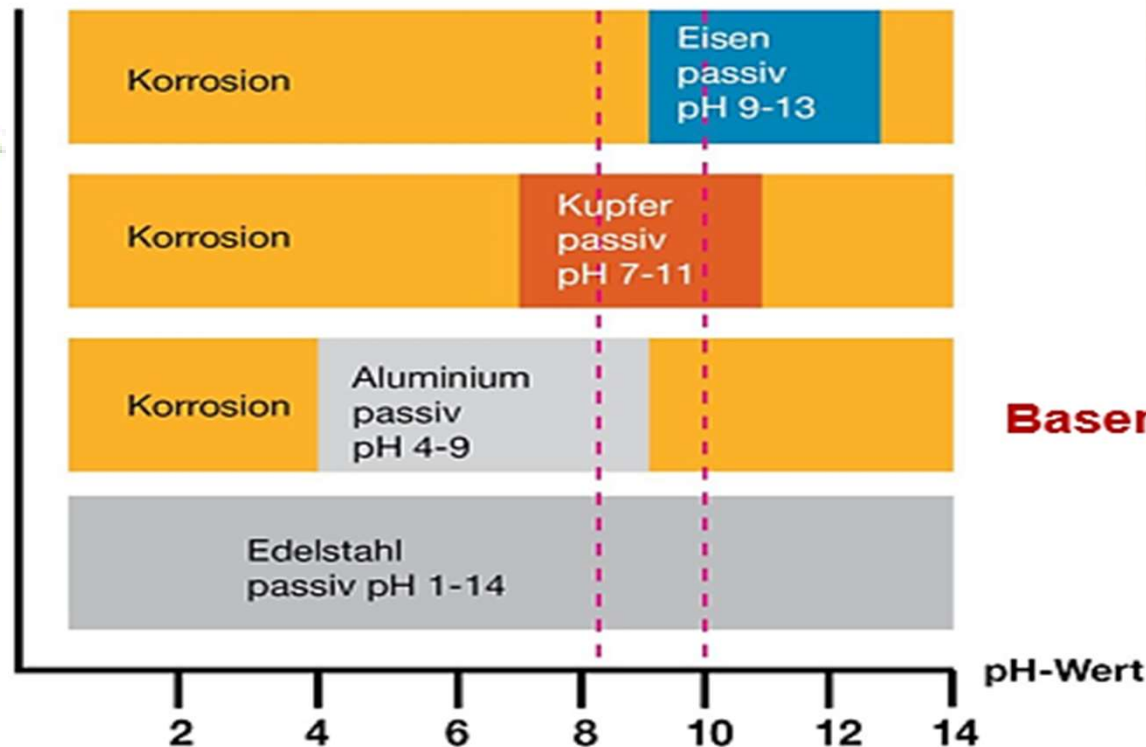 Korrosion
Eisen
passiv
pH 9-13
Korrosion
Kupfer
passiv
pH 7-11
Korrosion
Aluminium
passiv
pH 4-9
Edelstahl
passiv pH 1-14
pH-Wert
2 4 6 8 10 12 14